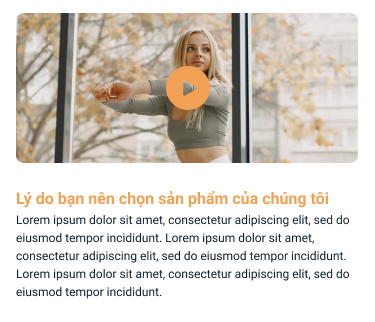 Lý do bạn nên chọn sản phẩm của chúng tôi
Lorem ipsum dolor sit amet, consectetur adipiscing elit, sed do
eiusmod tempor incididunt. Lorem ipsum dolor sit amet,
consectetur adipiscing elit, sed do eiusmod tempor incididunt.
Lorem ipsum dolor sit amet, consectetur adipiscing elit, sed do
eiusmod tempor incididunt.